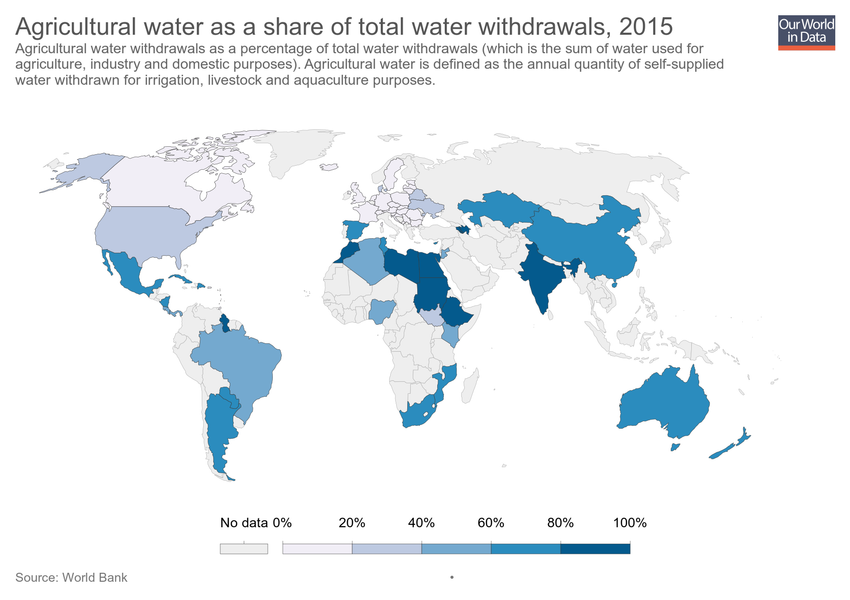 Agricultural water as a share of total water withdrawals, 2015
Our World
in Data
Agricultural water withdrawals as a percentage of total water withdrawals (which is the sum of water used for
agriculture, industry and domestic purposes). Agricultural water is defined as the annual quantity of self-supplied
water withdrawn for irrigation, livestock and aquaculture purposes.
No data 0% 20% 40% 60% 80% 100%
Source: World Bank
•